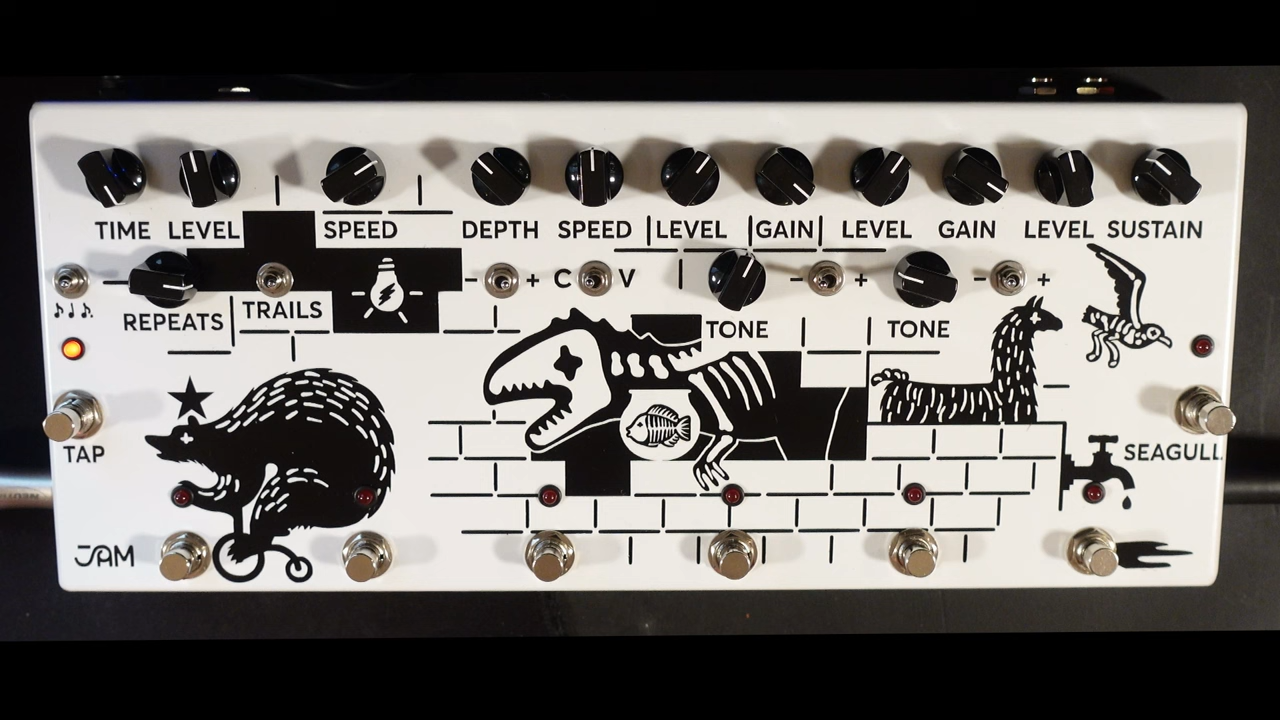 TIME LEVEL SPEED DEPTH SPEED LEVEL GAIN LEVEL GAIN LEVEL SUSTAIN
- + C V - + - +
REPEATS TRAILS TONE TONE
TAP SEAGULL
JAM